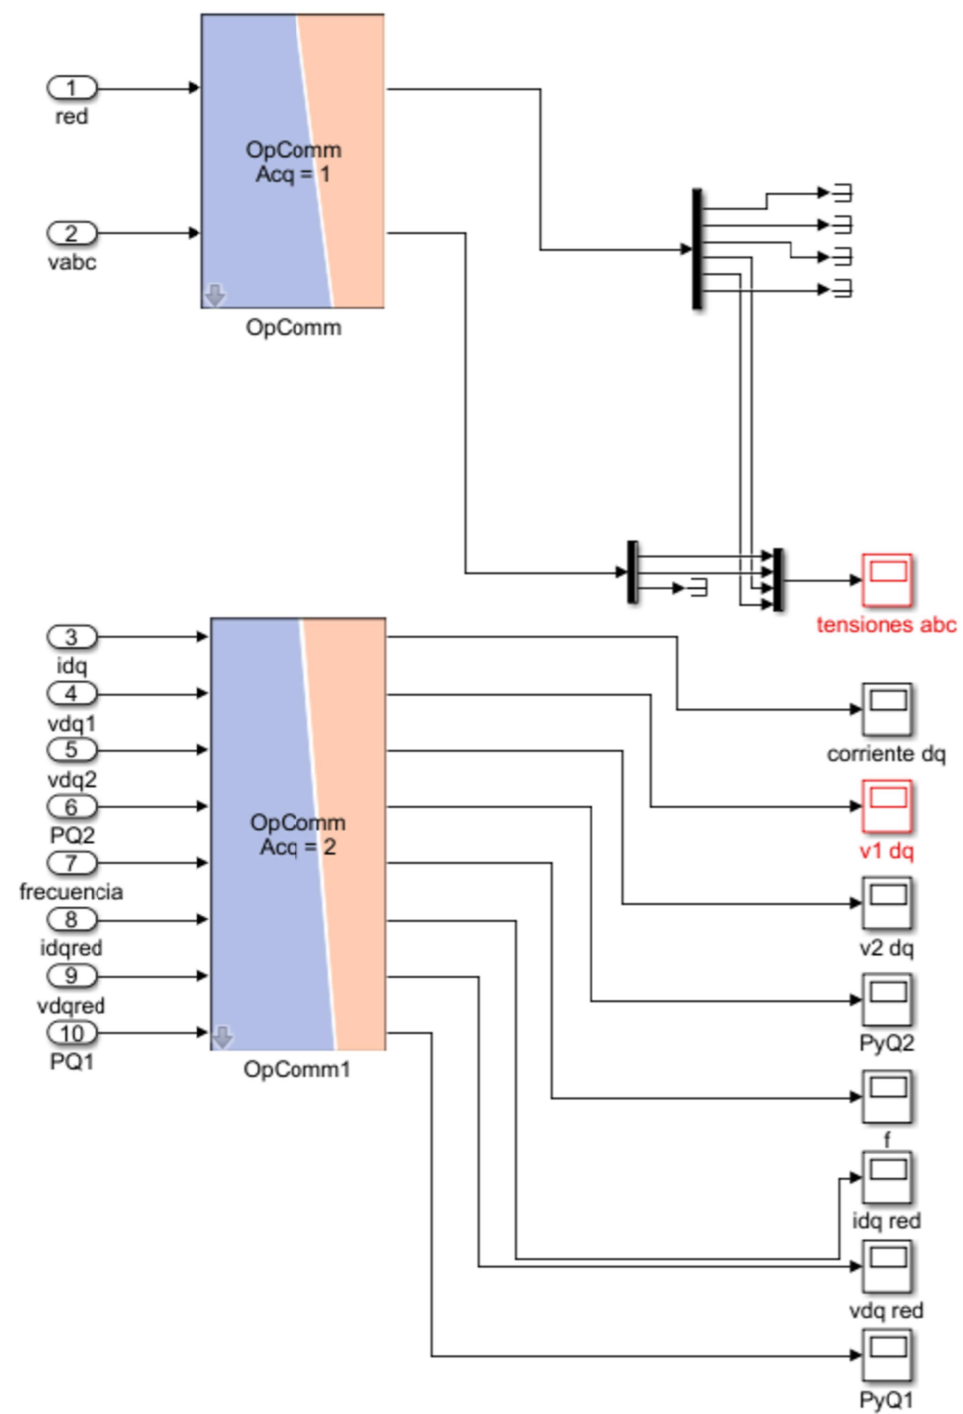 1
red
2
vabc
OpComm
Acq = 1
OpComm
tensiones abc
3
idq
4
vdq1
5
vdq2
6
PQ2
7
frecuencia
8
idqred
9
vdqred
10
PQ1
OpComm
Acq = 2
OpComm1
corriente dq
v1 dq
v2 dq
PyQ2
f
idq red
vdq red
PyQ1